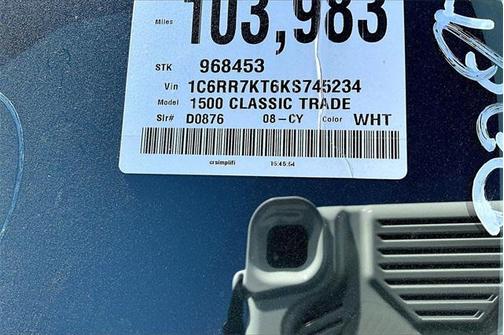 Miles 103,983
STK 968453
Vin 1C6RR7KT6KS745234
Model 1500 CLASSIC TRADE
Slr# D0876 08-CY Color WHT
crsimplifi 15:45:54